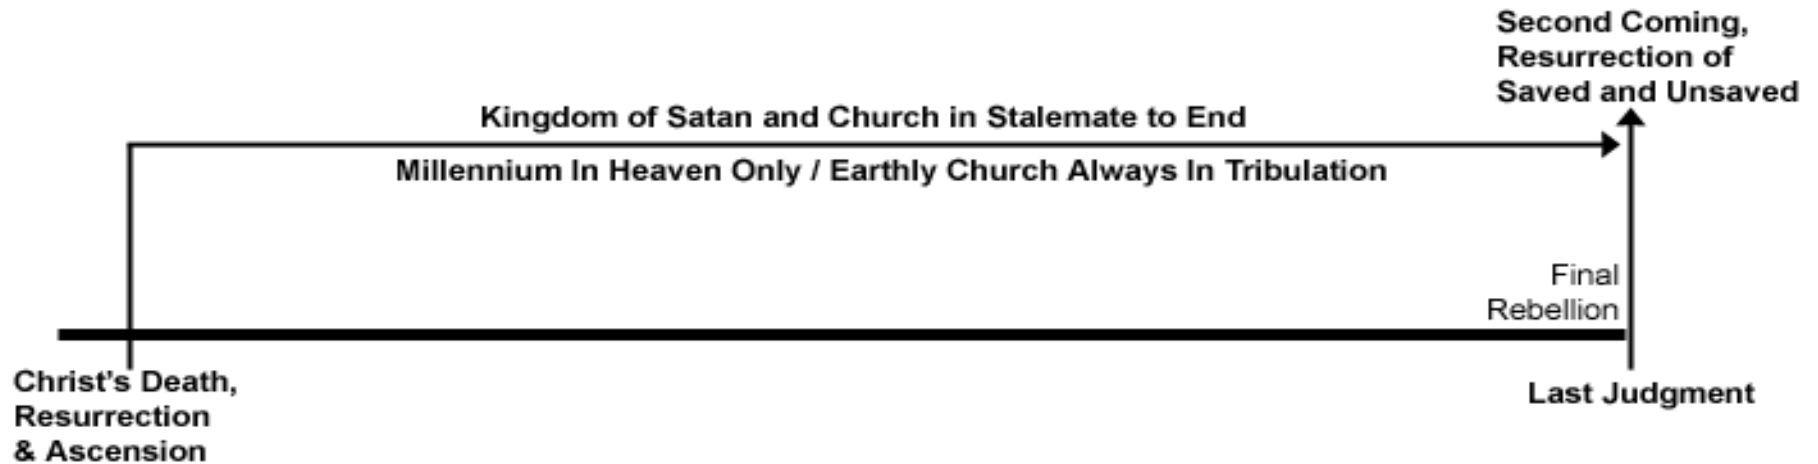 Second Coming,
Resurrection of
Saved and Unsaved
Kingdom of Satan and Church in Stalemate to End
Millennium In Heaven Only / Earthly Church Always In Tribulation
Final
Rebellion
Christ's Death,
Resurrection
& Ascension
Last Judgment